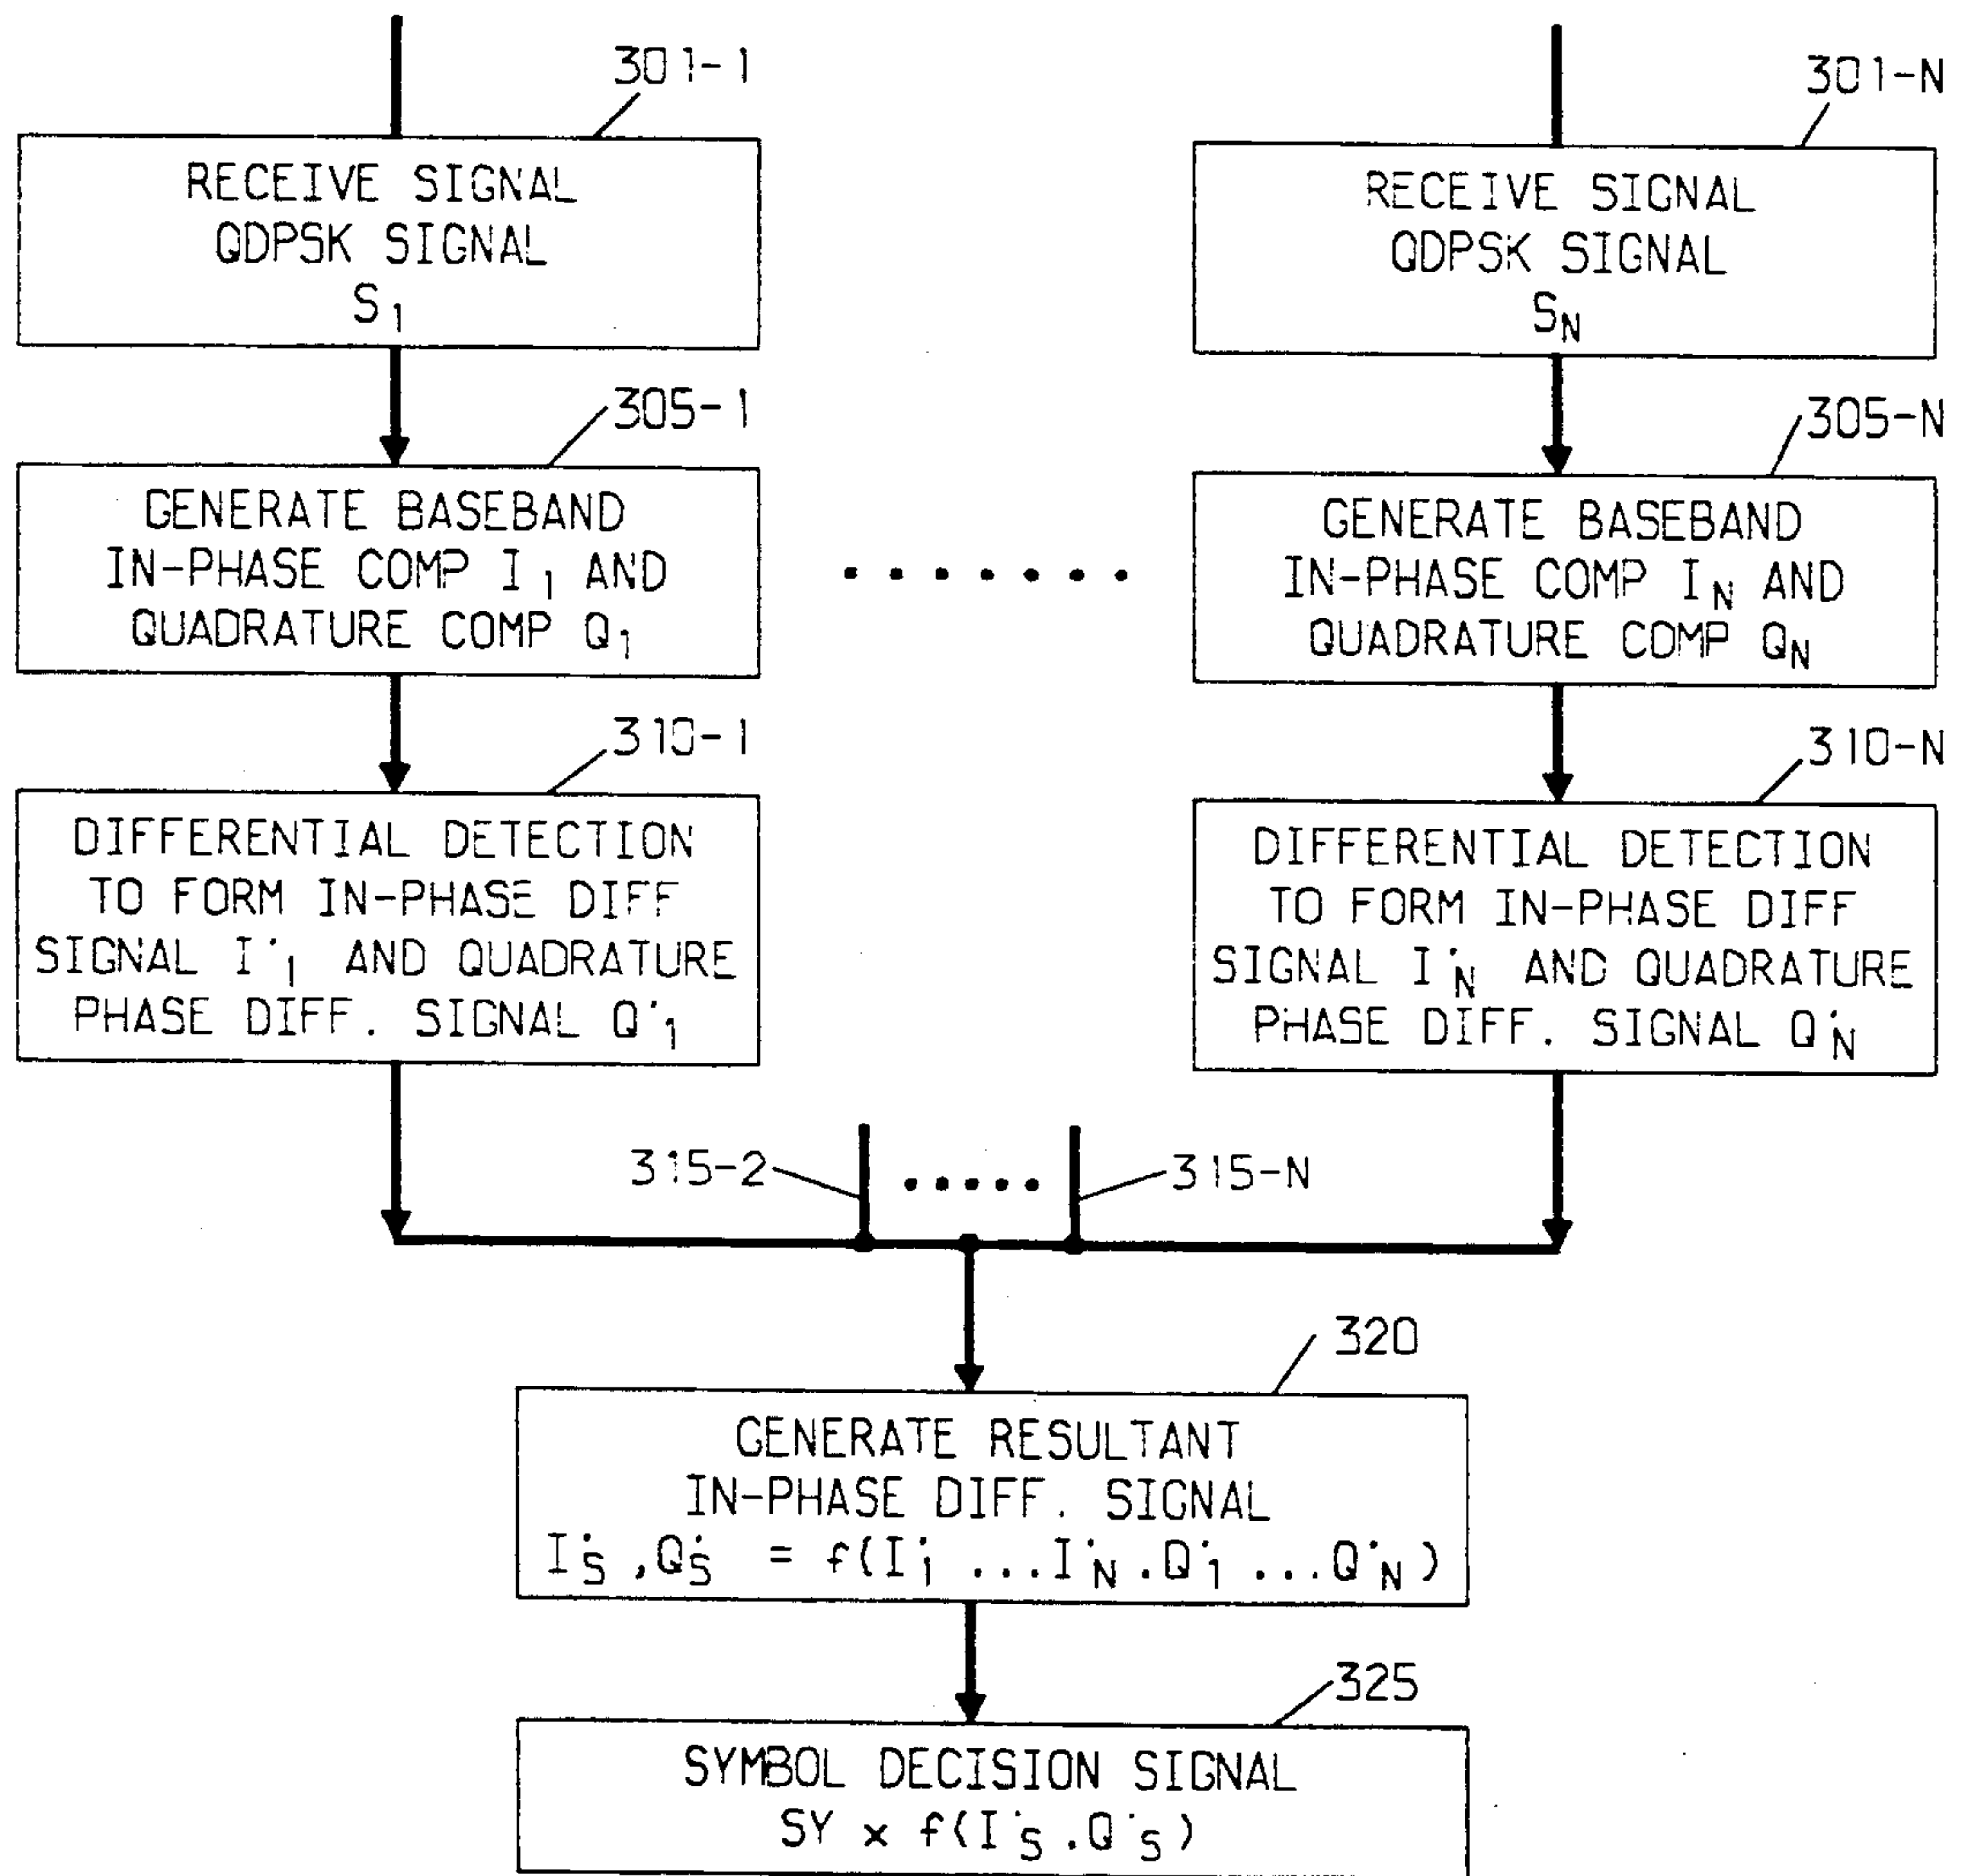 301-1
RECEIVE SIGNAL
QDPSK SIGNAL
S1
305-1
GENERATE BASEBAND
IN-PHASE COMP I1 AND
QUADRATURE COMP Q1
310-1
DIFFERENTIAL DETECTION
TO FORM IN-PHASE DIFF
SIGNAL I'1 AND QUADRATURE
PHASE DIFF. SIGNAL Q'1
301-N
RECEIVE SIGNAL
QDPSK SIGNAL
SN
305-N
GENERATE BASEBAND
IN-PHASE COMP IN AND
QUADRATURE COMP QN
310-N
DIFFERENTIAL DETECTION
TO FORM IN-PHASE DIFF
SIGNAL I'N AND QUADRATURE
PHASE DIFF. SIGNAL Q'N
315-2
315-N
320
GENERATE RESULTANT
IN-PHASE DIFF. SIGNAL
I'S ,Q'S = f(I'1 ...I'N .Q'1 ...Q'N )
325
SYMBOL DECISION SIGNAL
SY x f(I'S .Q'S )